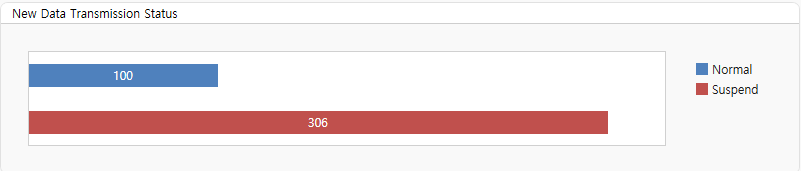 New Data Transmission Status
100
306
Normal
Suspend